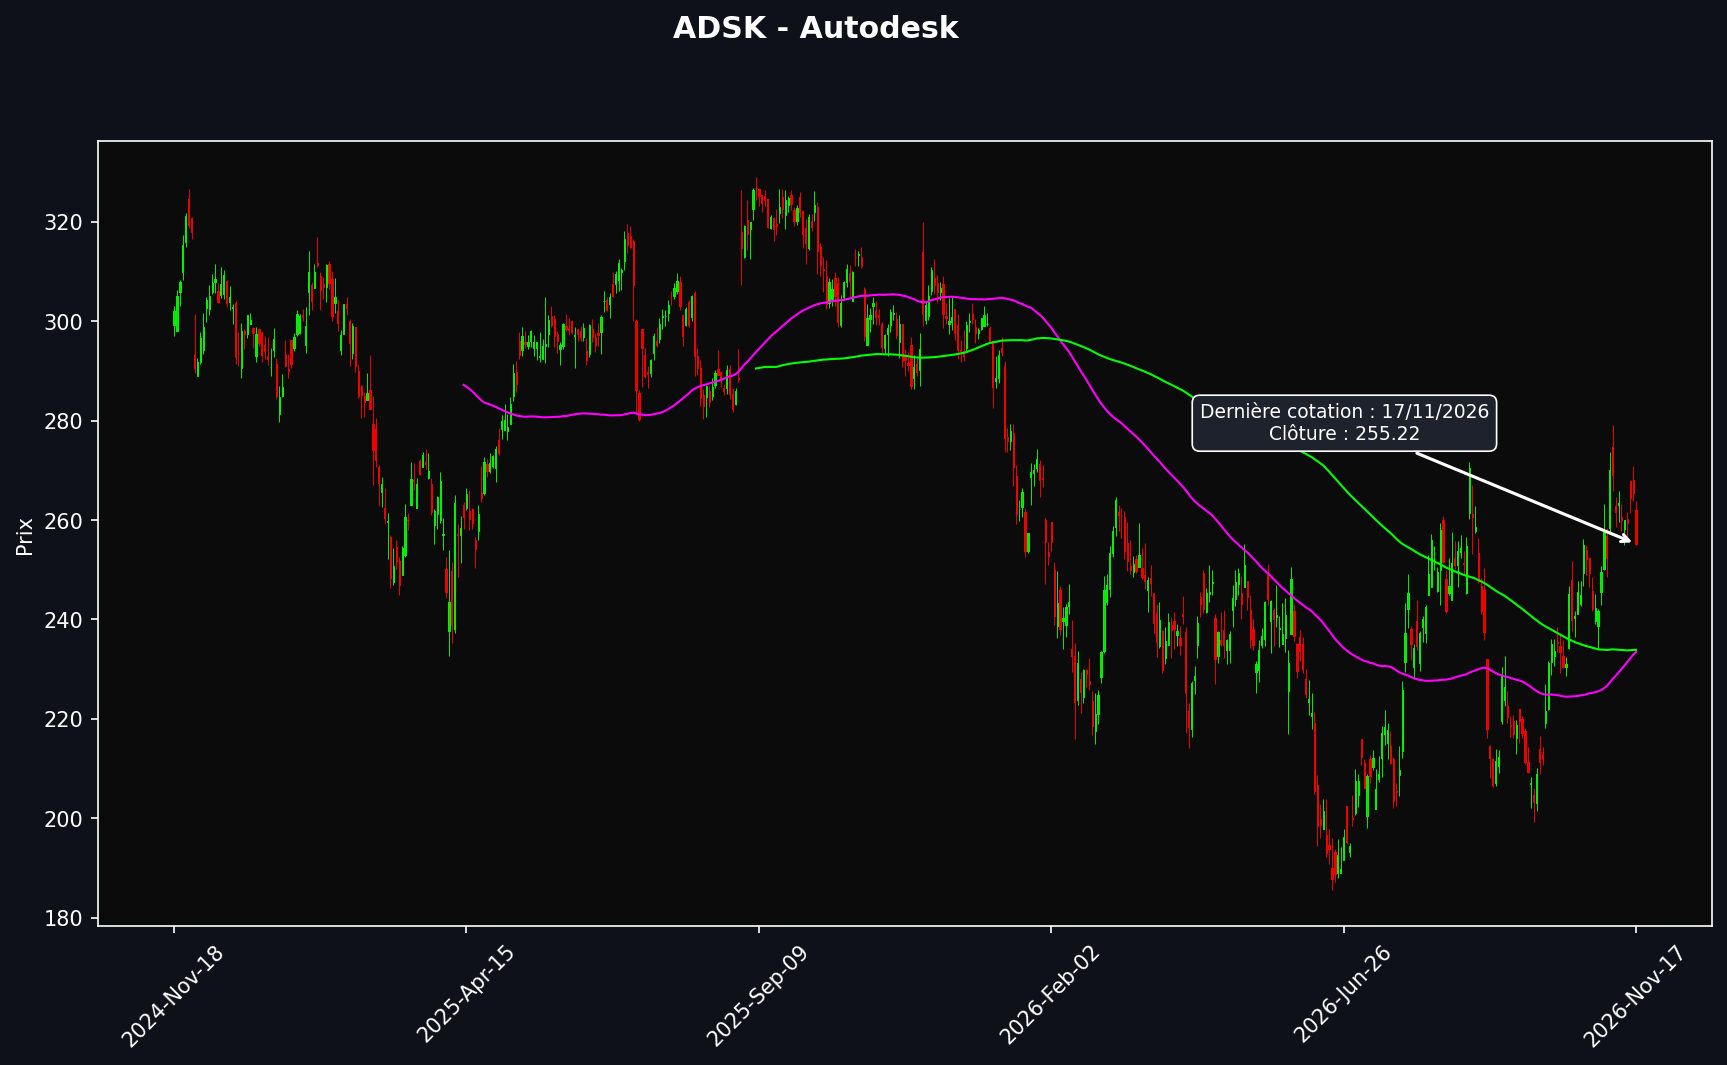 ADSK - Autodesk
Prix
320
300
280
260
240
220
200
180
Dernière cotation : 17/11/2026
Clôture : 255.22
2024-Nov-18
2025-Apr-15
2025-Sep-09
2026-Feb-02
2026-Jun-26
2026-Nov-17